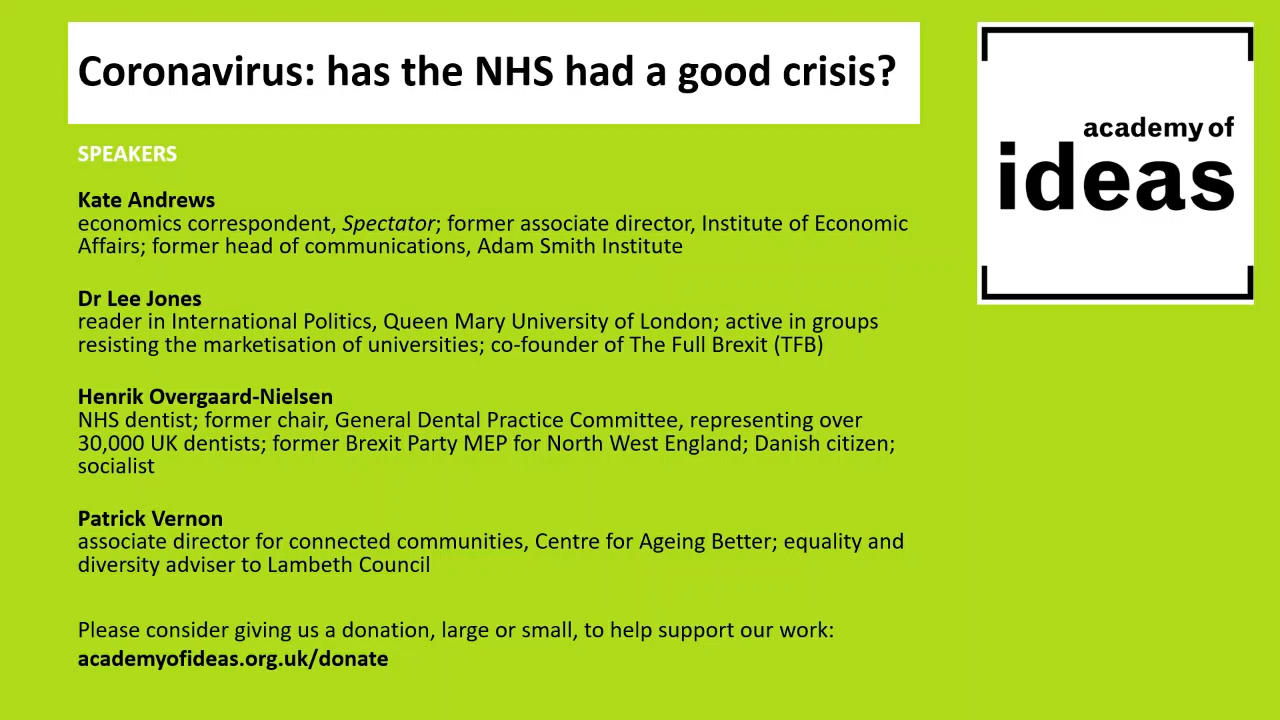 Coronavirus: has the NHS had a good crisis?
academy of
ideas
SPEAKERS
Kate Andrews
economics correspondent, Spectator; former associate director, Institute of Economic
Affairs; former head of communications, Adam Smith Institute
Dr Lee Jones
reader in International Politics, Queen Mary University of London; active in groups
resisting the marketisation of universities; co-founder of The Full Brexit (TFB)
Henrik Overgaard-Nielsen
NHS dentist; former chair, General Dental Practice Committee, representing over
30,000 UK dentists; former Brexit Party MEP for North West England; Danish citizen;
socialist
Patrick Vernon
associate director for connected communities, Centre for Ageing Better; equality and
diversity adviser to Lambeth Council
Please consider giving us a donation, large or small, to help support our work:
academyofideas.org.uk/donate